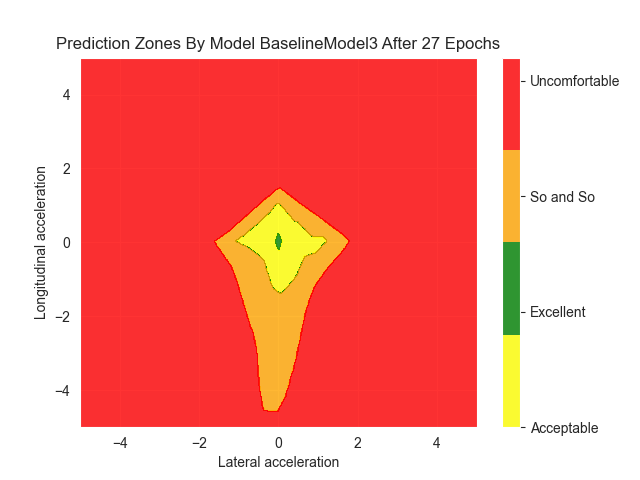 Prediction Zones By Model BaselineModel3 After 27 Epochs
4
2
0
−2
−4
−4
−2
0
2
4
Longitudinal acceleration
Lateral acceleration
Uncomfortable
So and So
Excellent
Acceptable